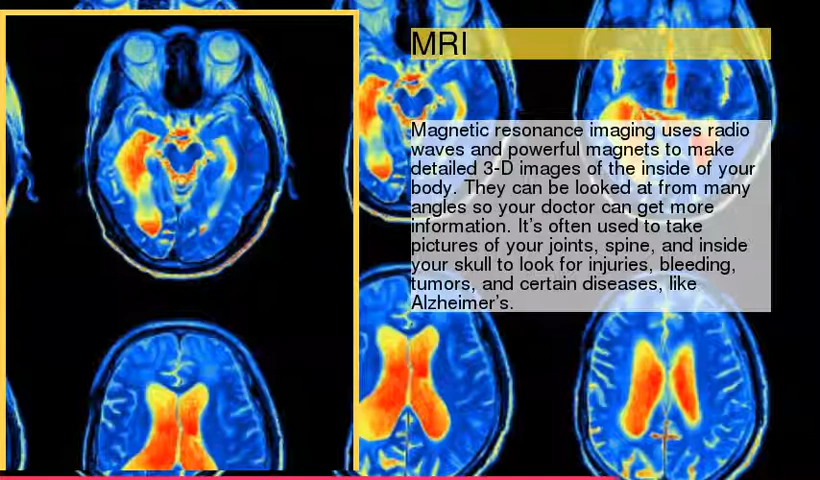 MRI
Magnetic resonance imaging uses radio
waves and powerful magnets to make
detailed 3-D images of the inside of your
body. They can be looked at from many
angles so your doctor can get more
information. It’s often used to take
pictures of your joints, spine, and inside
your skull to look for injuries, bleeding,
tumors, and certain diseases, like
Alzheimer’s.